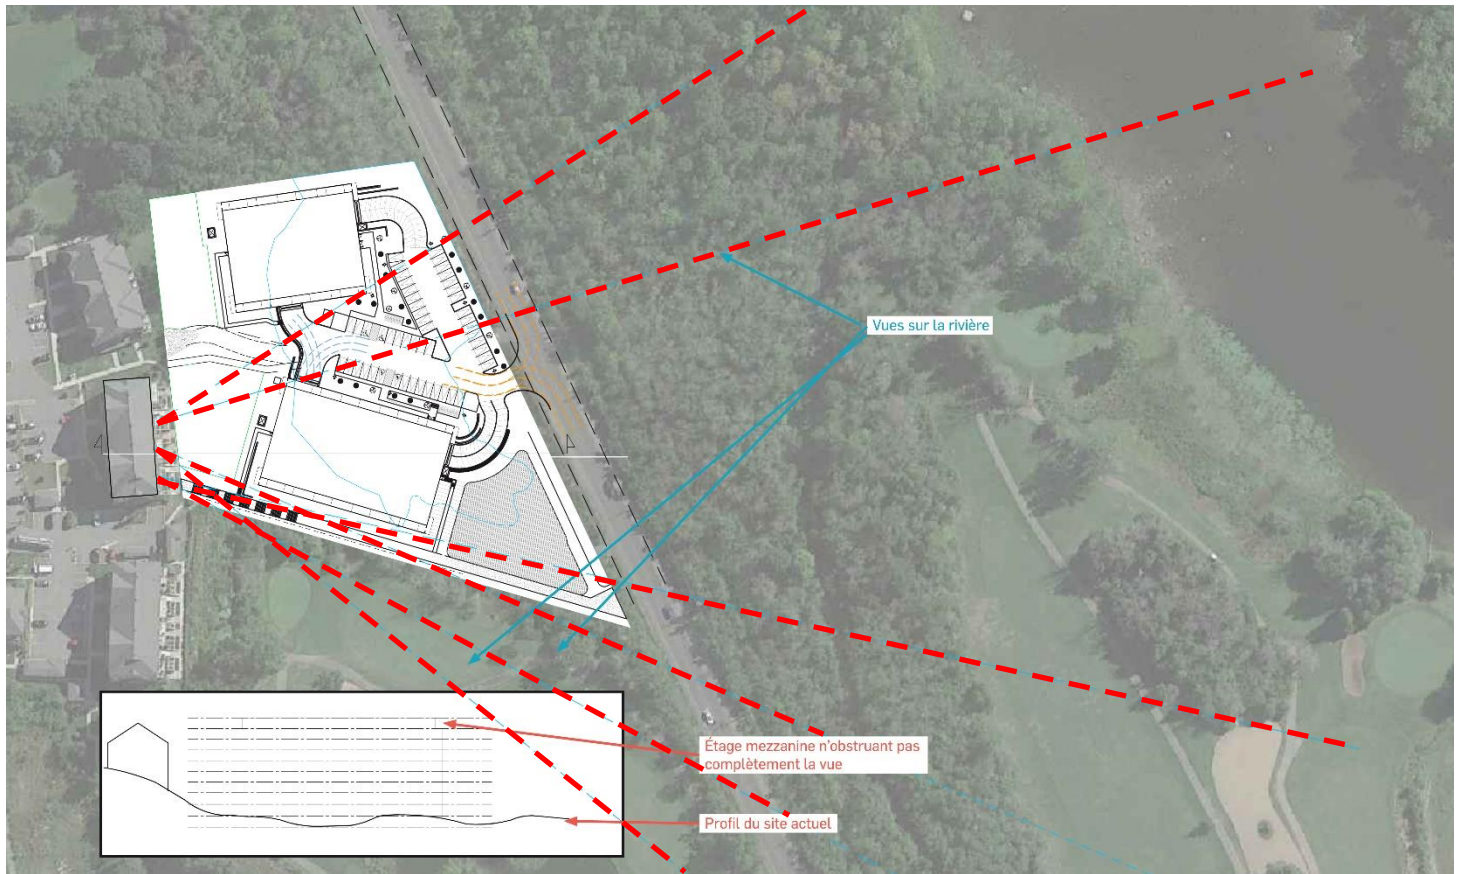 Vues sur la rivière
Étage mezzanine n'obstruant pas
complètement la vue
Profil du site actuel